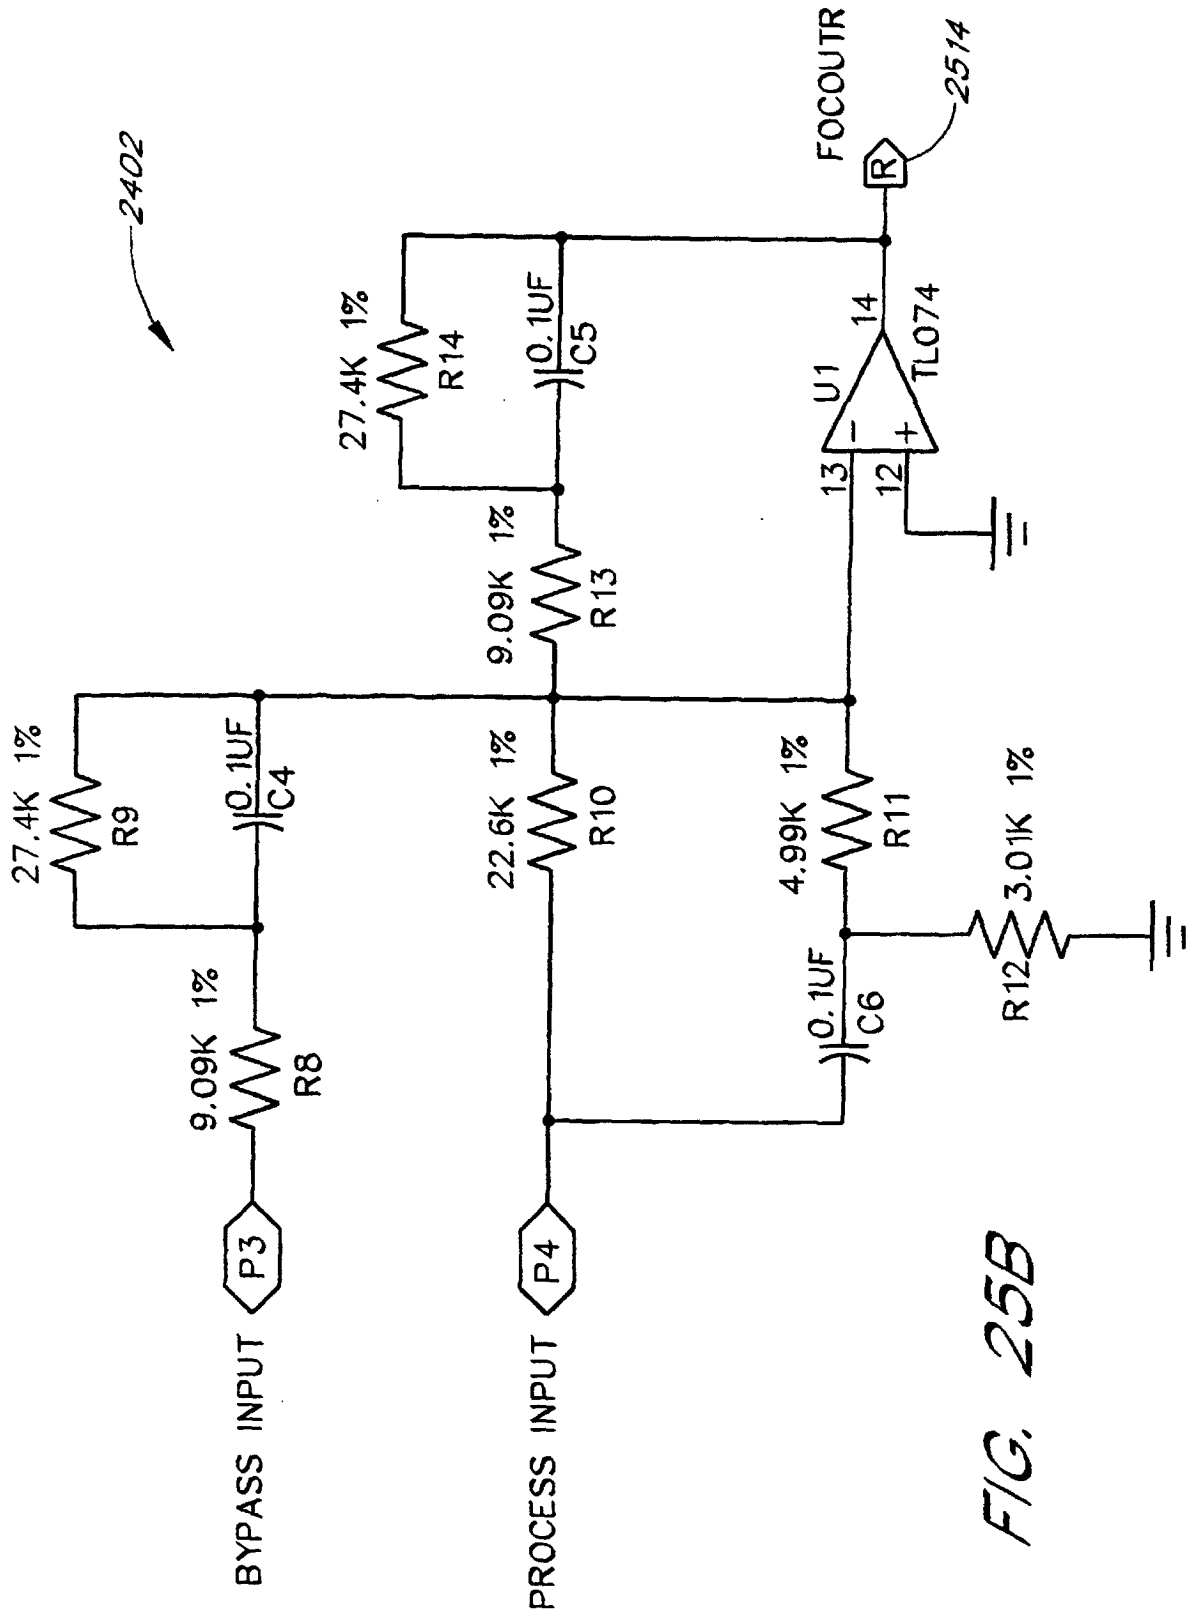 2402
27.4K 1%
R9
0.1UF
C4
9.09K 1%
R8
BYPASS INPUT
P3
27.4K 1%
R14
0.1UF
C5
9.09K 1%
R13
22.6K 1%
R10
PROCESS INPUT
P4
4.99K 1%
R11
0.1UF
C6
R12
3.01K 1%
13
12
-
+
U1
14
TL074
FOCOUTR
R
2514
FIG. 25B